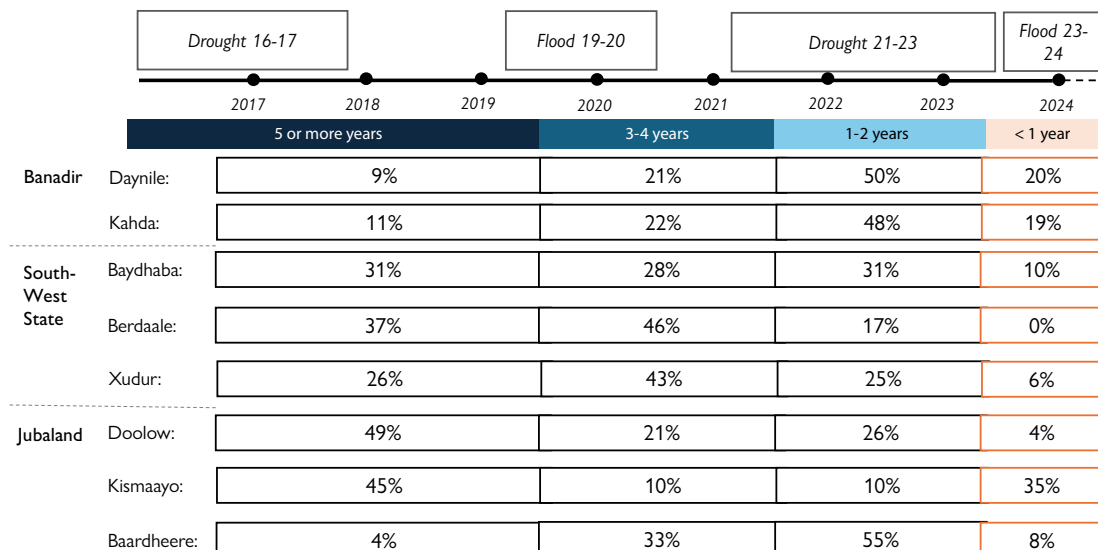 Drought 16-17
Flood 19-20
Drought 21-23
Flood 23-
24
2017 2018 2019 2020 2021 2022 2023 2024
5 or more years 3-4 years 1-2 years < 1 year
Banadir Daynile: 9% 21% 50% 20%
Kahda: 11% 22% 48% 19%
South-
West
State
Baydhaba: 31% 28% 31% 10%
Berdaale: 37% 46% 17% 0%
Xudur: 26% 43% 25% 6%
Jubaland Doolow: 49% 21% 26% 4%
Kismaayo: 45% 10% 10% 35%
Baardheere: 4% 33% 55% 8%